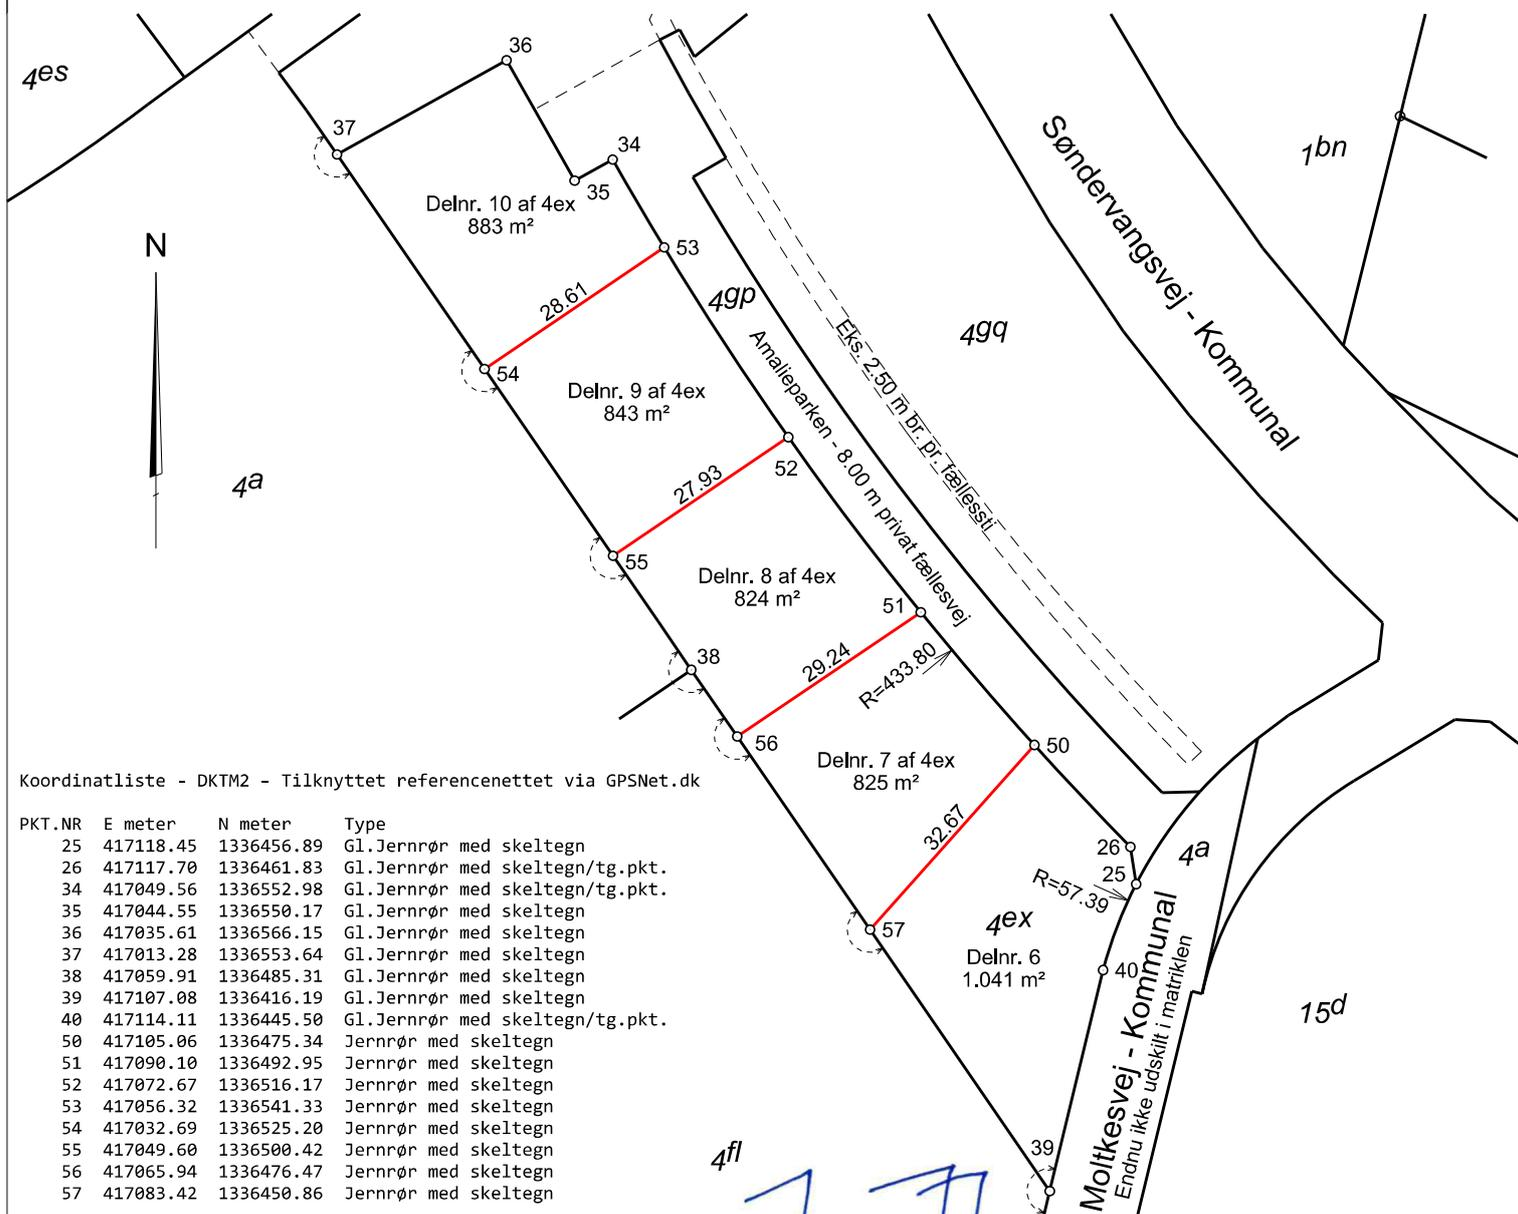 36
4es
37
34
1bn
35
Delnr. 10 af 4ex
883 m²
Søndervangsvej - Kommunal
N
53
4gp
28.61
4gq
54
Delnr. 9 af 4ex
843 m²
Amalieparken - 8.00 m privat fællesvej
Eks. 2.50 m br. pr. fællessti
4a
52
27.93
55
Delnr. 8 af 4ex
824 m²
51
38
29.24
R=433.80
56
50
Delnr. 7 af 4ex
825 m²
32.67
26
25
4a
R=57.39
57
4ex
Delnr. 6
1.041 m²
40
15d
Moltkesvej - Kommunal
Endnu ikke udskilt i matriklen
39
4fl
Koordinatliste - DKTM2 - Tilknyttet referencenettet via GPSNet.dk
PKT.NR E meter N meter Type
25 417118.45 1336456.89 Gl.Jernrør med skeltegn
26 417117.70 1336461.83 Gl.Jernrør med skeltegn/tg.pkt.
34 417049.56 1336552.98 Gl.Jernrør med skeltegn/tg.pkt.
35 417044.55 1336550.17 Gl.Jernrør med skeltegn
36 417035.61 1336566.15 Gl.Jernrør med skeltegn
37 417013.28 1336553.64 Gl.Jernrør med skeltegn
38 417059.91 1336485.31 Gl.Jernrør med skeltegn
39 417107.08 1336416.19 Gl.Jernrør med skeltegn
40 417114.11 1336445.50 Gl.Jernrør med skeltegn/tg.pkt.
50 417105.06 1336475.34 Jernrør med skeltegn
51 417090.10 1336492.95 Jernrør med skeltegn
52 417072.67 1336516.17 Jernrør med skeltegn
53 417056.32 1336541.33 Jernrør med skeltegn
54 417032.69 1336525.20 Jernrør med skeltegn
55 417049.60 1336500.42 Jernrør med skeltegn
56 417065.94 1336476.47 Jernrør med skeltegn
57 417083.42 1336450.86 Jernrør med skeltegn